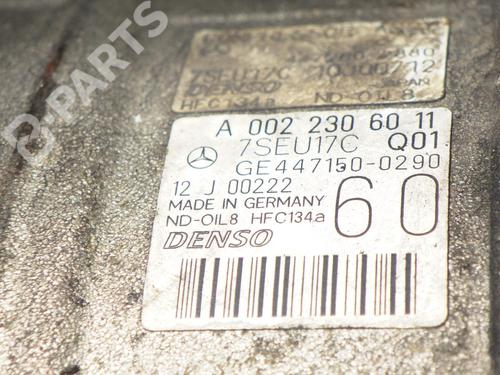 B-PARTS
7SEU17C
DENSO
HFC134a ND-OIL8
A 002 230 60 11
7SEU17C Q01
GE447150-0290
12 J 00222
MADE IN GERMANY
ND-OIL8 HFC134a
60
DENSO